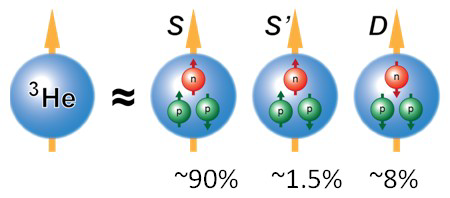 S S’ D
³He ≈
n n n
p p p p p p
~90% ~1.5% ~8%